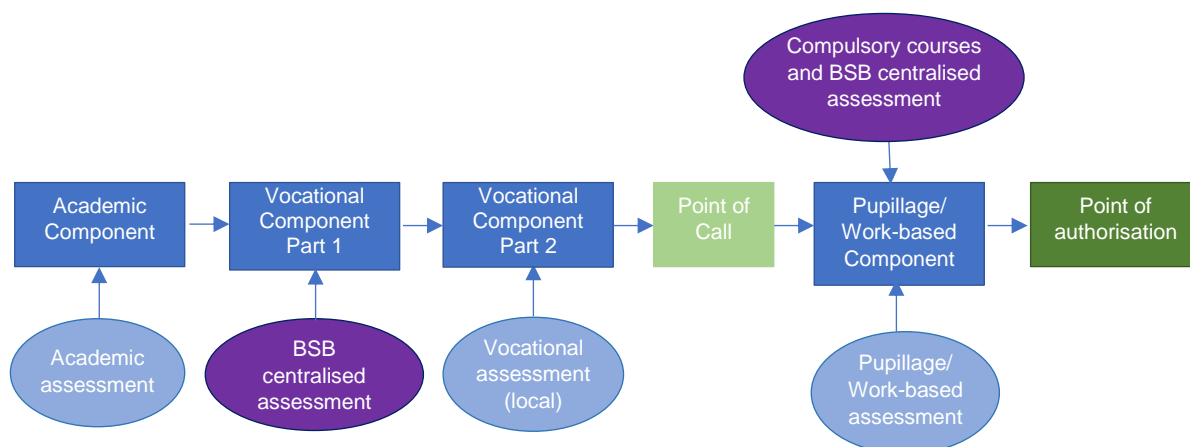 Compulsory courses
and BSB centralised
assessment
Academic
Component
Vocational
Component
Part 1
Vocational
Component
Part 2
Point of
Call
Pupillage/
Work-based
Component
Point of
authorisation
Academic
assessment
BSB
centralised
assessment
Vocational
assessment
(local)
Pupillage/
Work-based
assessment